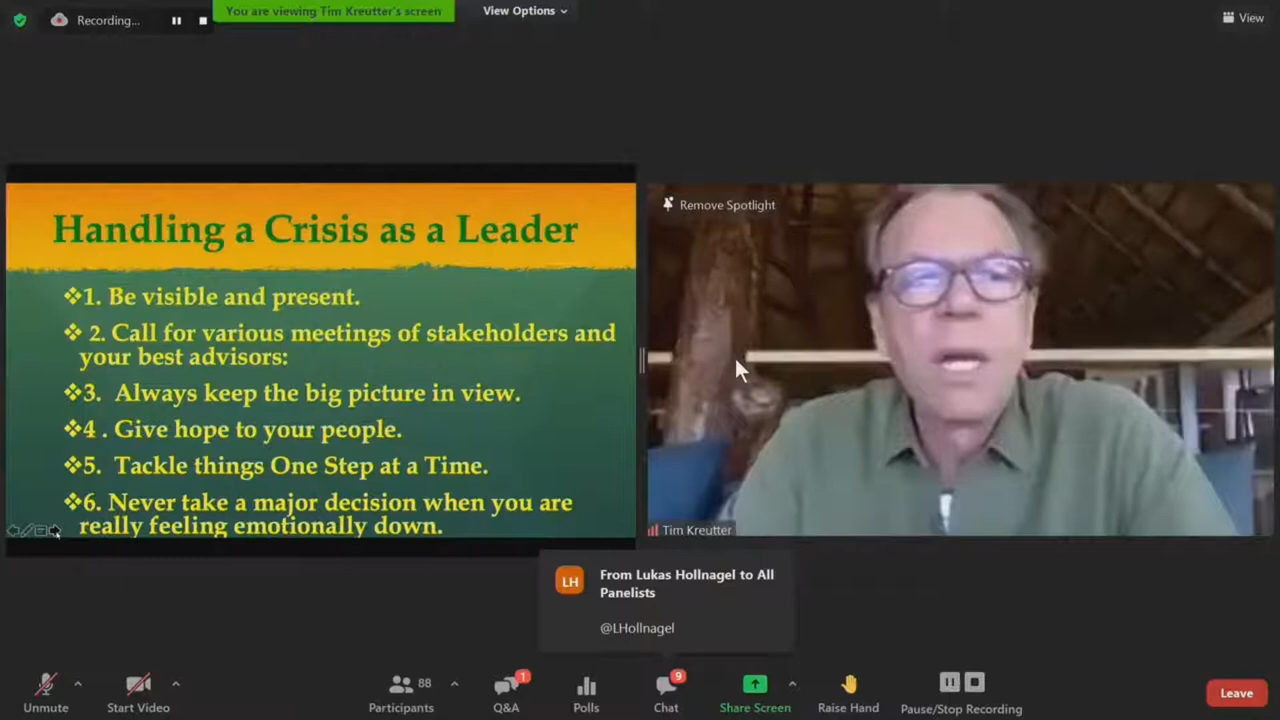 Recording...
You are viewing Tim Kreutter's screen
View Options
View
Handling a Crisis as a Leader
❖1. Be visible and present.
❖ 2. Call for various meetings of stakeholders and
your best advisors:
❖3. Always keep the big picture in view.
❖4 . Give hope to your people.
❖5. Tackle things One Step at a Time.
❖6. Never take a major decision when you are
really feeling emotionally down.
Remove Spotlight
Tim Kreutter
LH
From Lukas Hollnagel to All
Panelists
@LHollnagel
Unmute
Start Video
88
Participants
1
Q&A
Polls
9
Chat
Share Screen
Raise Hand
Pause/Stop Recording
Leave